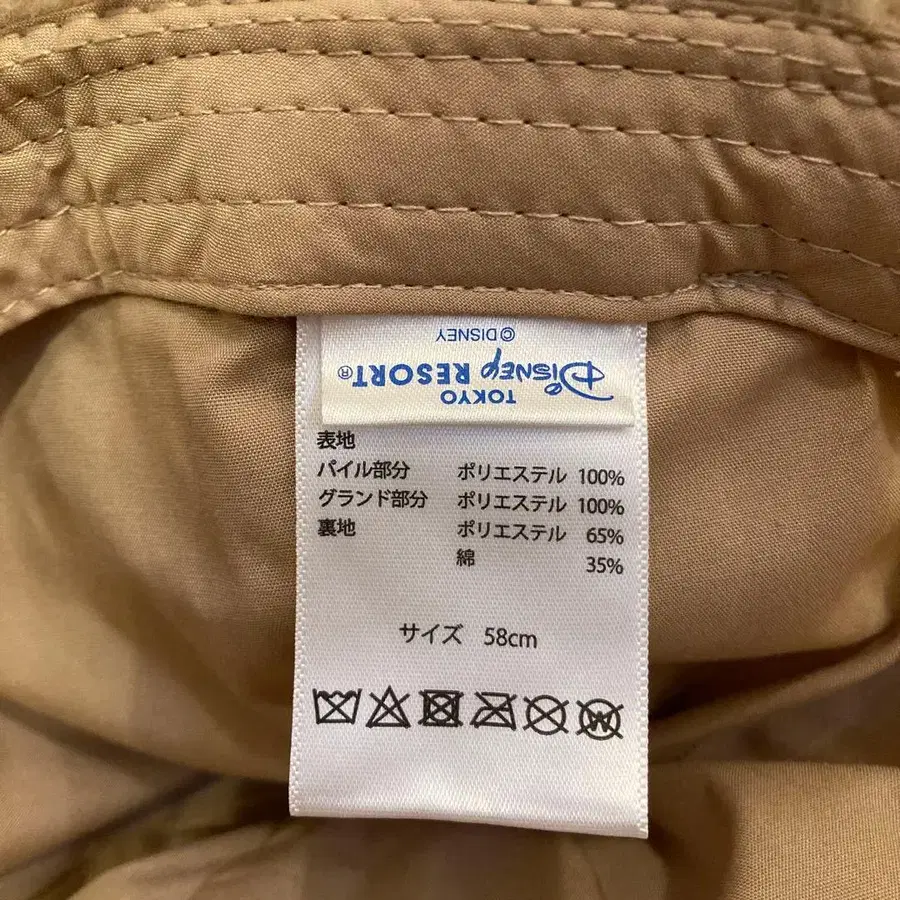 TOKYO
DISNEY RESORT®
© DISNEY
表地
パイル部分 ポリエステル 100%
グランド部分 ポリエステル 100%
裏地 ポリエステル 65%
綿 35%
サイズ 58cm
W